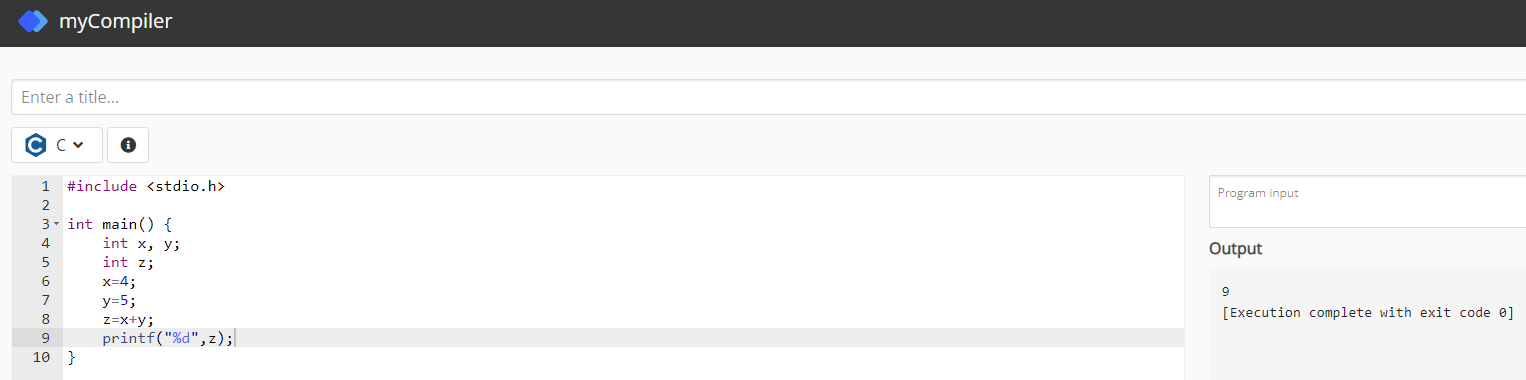 myCompiler
Enter a title...
C
1 #include <stdio.h>
2
3 int main() {
4     int x, y;
5     int z;
6     x=4;
7     y=5;
8     z=x+y;
9     printf("%d",z);
10 }
Program input
Output
9
[Execution complete with exit code 0]